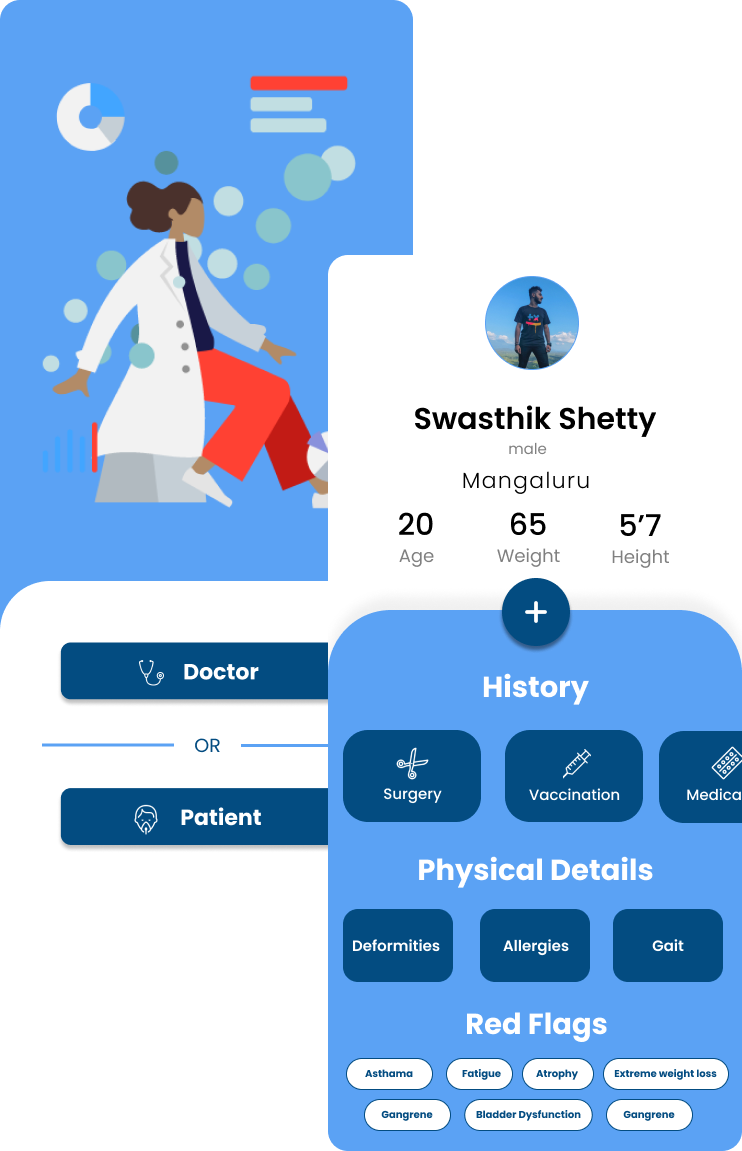 Doctor
OR
Patient
Swasthik Shetty
male
Mangaluru
20 65 5’7
Age Weight Height
+
History
Surgery Vaccination Medica
Physical Details
Deformities Allergies Gait
Red Flags
Asthama Fatigue Atrophy Extreme weight loss
Gangrene Bladder Dysfunction Gangrene